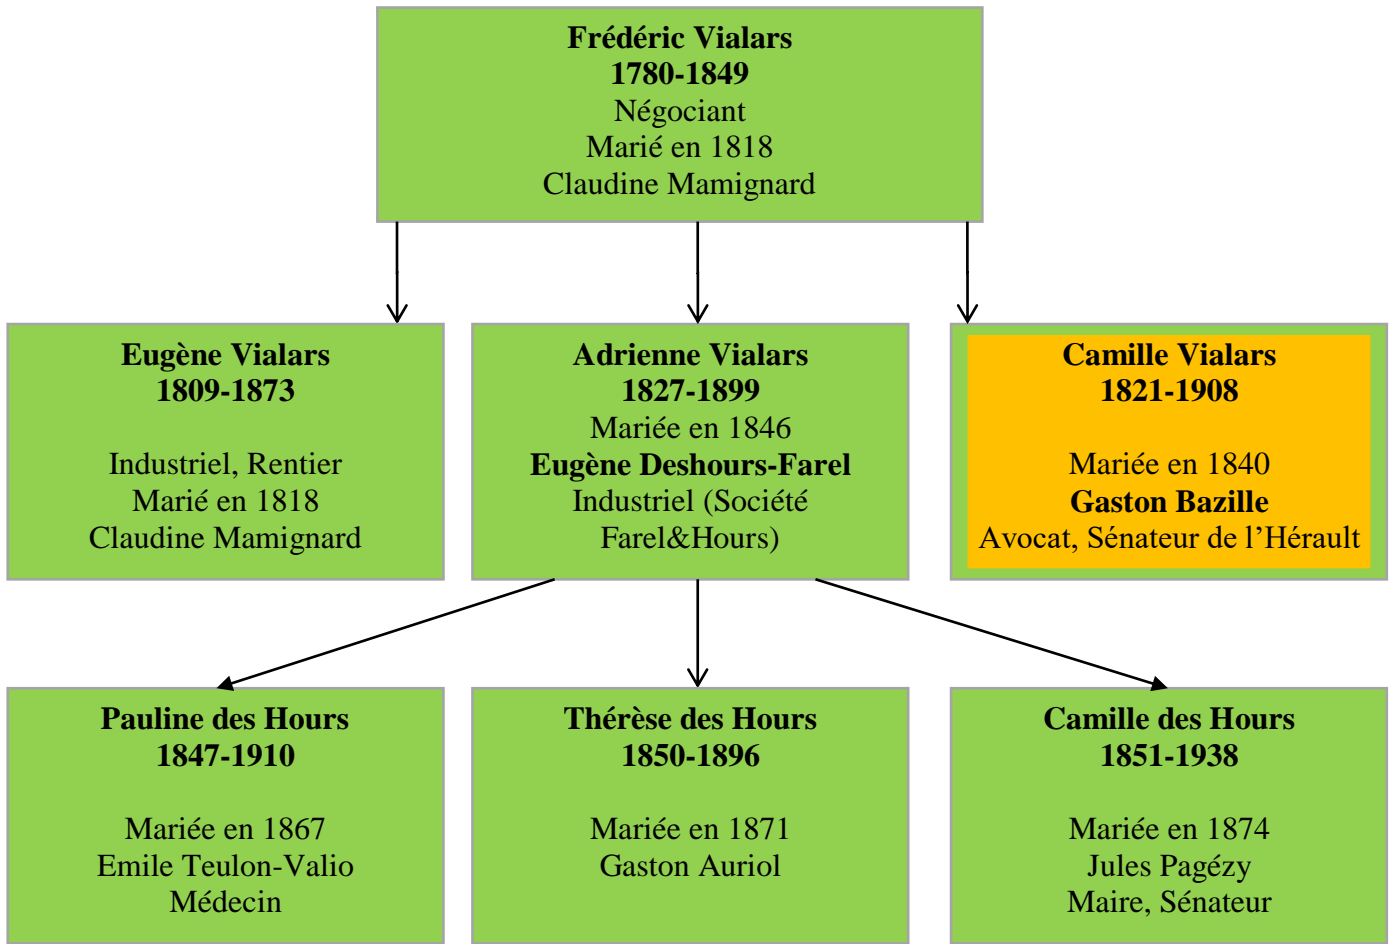 Frédéric Vialars
1780-1849
Négociant
Marié en 1818
Claudine Mamignard
Eugène Vialars
1809-1873
Industriel, Rentier
Marié en 1818
Claudine Mamignard
Adrienne Vialars
1827-1899
Mariée en 1846
Eugène Deshours-Farel
Industriel (Société
Farel&Hours)
Camille Vialars
1821-1908
Mariée en 1840
Gaston Bazille
Avocat, Sénateur de l’Hérault
Pauline des Hours
1847-1910
Mariée en 1867
Emile Teulon-Valio
Médecin
Thérèse des Hours
1850-1896
Mariée en 1871
Gaston Auriol
Camille des Hours
1851-1938
Mariée en 1874
Jules Pagézy
Maire, Sénateur